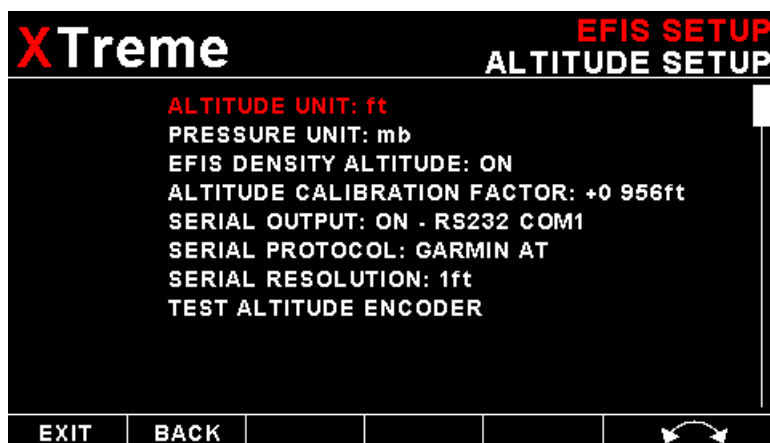 XTreme
EFIS SETUP
ALTITUDE SETUP
ALTITUDE UNIT: ft
PRESSURE UNIT: mb
EFIS DENSITY ALTITUDE: ON
ALTITUDE CALIBRATION FACTOR: +0 956ft
SERIAL OUTPUT: ON - RS232 COM1
SERIAL PROTOCOL: GARMIN AT
SERIAL RESOLUTION: 1ft
TEST ALTITUDE ENCODER
EXIT BACK